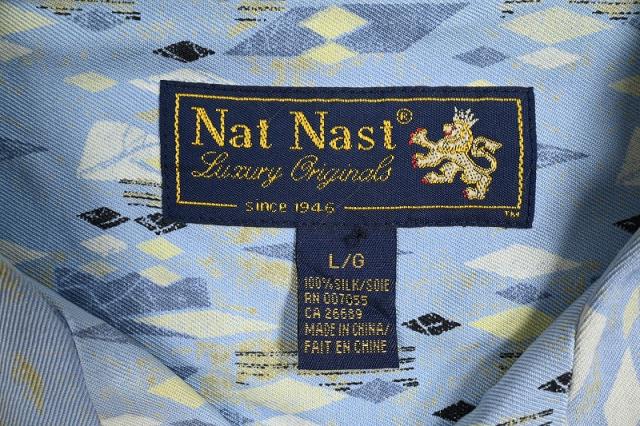 Nat Nast®
Luxury Originals
SINCE 1946
TM
L/G
100% SILK/SOIE
RN 007055
CA 26689
MADE IN CHINA/
FAIT EN CHINE